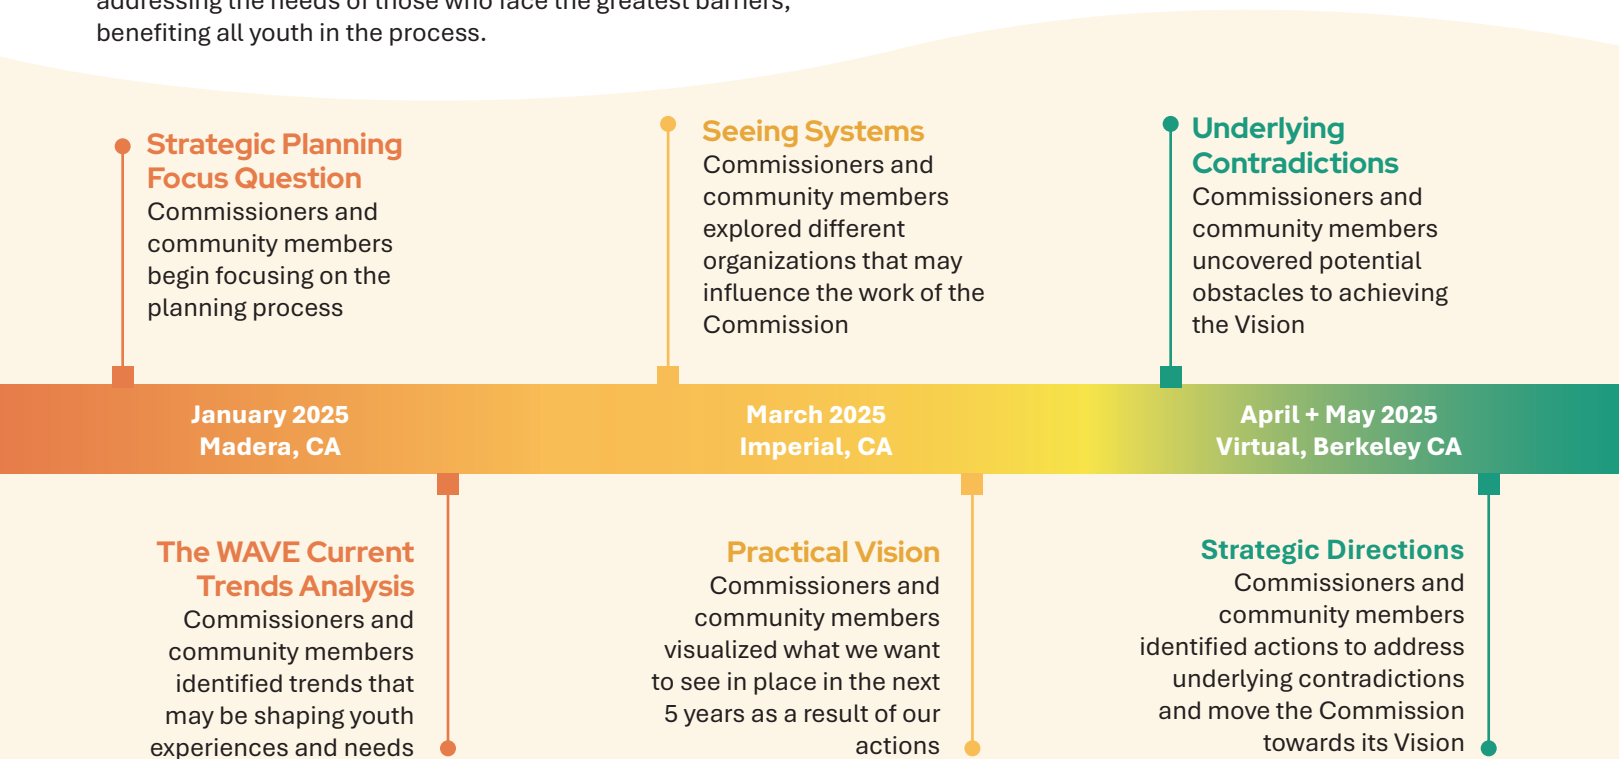 addressing the needs of those who face the greatest barriers,
benefiting all youth in the process.
Strategic Planning
Focus Question
Commissioners and
community members
begin focusing on the
planning process
Seeing Systems
Commissioners and
community members
explored different
organizations that may
influence the work of the
Commission
Underlying
Contradictions
Commissioners and
community members
uncovered potential
obstacles to achieving
the Vision
January 2025
Madera, CA
March 2025
Imperial, CA
April + May 2025
Virtual, Berkeley CA
The WAVE Current
Trends Analysis
Commissioners and
community members
identified trends that
may be shaping youth
experiences and needs
Practical Vision
Commissioners and
community members
visualized what we want
to see in place in the next
5 years as a result of our
actions
Strategic Directions
Commissioners and
community members
identified actions to address
underlying contradictions
and move the Commission
towards its Vision